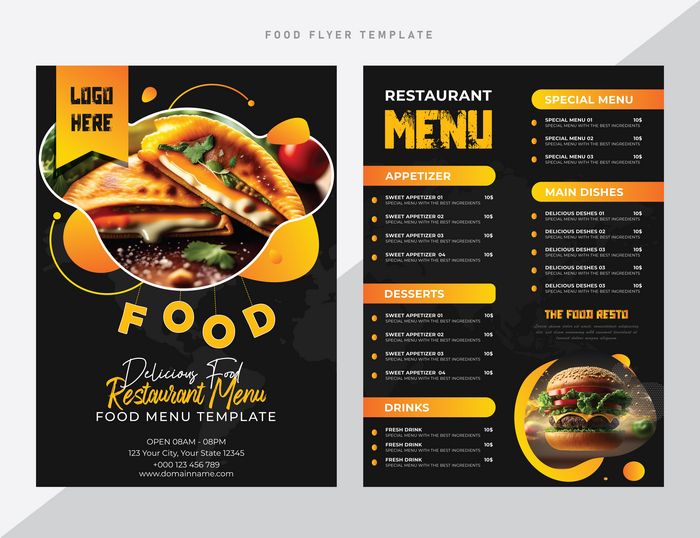 FOOD FLYER TEMPLATE
LOGO
HERE
FOOD
Delicious Food
Restaurant Menu
FOOD MENU TEMPLATE
OPEN 08AM - 08PM
123 Your City, Your State 12345
+000 123 456 789
www.domainname.com
RESTAURANT
MENU
APPETIZER
SWEET APPETIZER 01 10$
SPECIAL MENU WITH THE BEST INGREDIENTS
SWEET APPETIZER 02 10$
SPECIAL MENU WITH THE BEST INGREDIENTS
SWEET APPETIZER 03 10$
SPECIAL MENU WITH THE BEST INGREDIENTS
SWEET APPETIZER 04 10$
SPECIAL MENU WITH THE BEST INGREDIENTS
DESSERTS
SWEET APPETIZER 01 10$
SPECIAL MENU WITH THE BEST INGREDIENTS
SWEET APPETIZER 02 10$
SPECIAL MENU WITH THE BEST INGREDIENTS
SWEET APPETIZER 03 10$
SPECIAL MENU WITH THE BEST INGREDIENTS
SWEET APPETIZER 04 10$
SPECIAL MENU WITH THE BEST INGREDIENTS
DRINKS
FRESH DRINK 10$
SPECIAL MENU WITH THE BEST INGREDIENTS
FRESH DRINK 10$
SPECIAL MENU WITH THE BEST INGREDIENTS
FRESH DRINK 10$
SPECIAL MENU WITH THE BEST INGREDIENTS
SPECIAL MENU
SPECIAL MENU 01 10$
SPECIAL MENU WITH THE BEST INGREDIENTS
SPECIAL MENU 02 10$
SPECIAL MENU WITH THE BEST INGREDIENTS
SPECIAL MENU 03 10$
SPECIAL MENU WITH THE BEST INGREDIENTS
MAIN DISHES
DELICIOUS DESHES 01 10$
SPECIAL MENU WITH THE BEST INGREDIENTS
DELICIOUS DESHES 02 10$
SPECIAL MENU WITH THE BEST INGREDIENTS
DELICIOUS DESHES 03 10$
SPECIAL MENU WITH THE BEST INGREDIENTS
DELICIOUS DESHES 03 10$
SPECIAL MENU WITH THE BEST INGREDIENTS
DELICIOUS DESHES 03 10$
SPECIAL MENU WITH THE BEST INGREDIENTS
THE FOOD RESTO